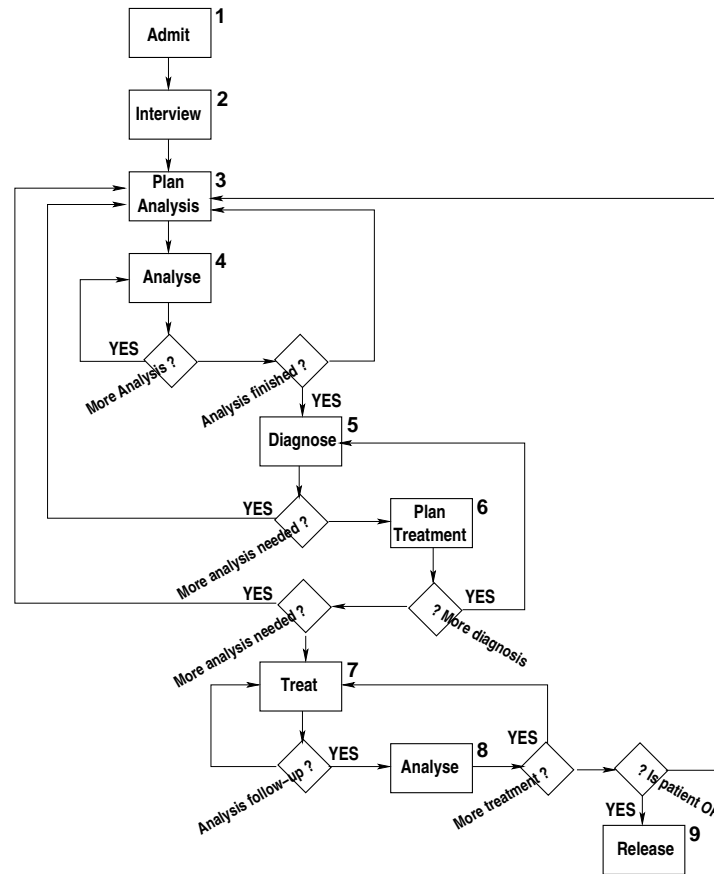 1
Admit
2
Interview
3
Plan
Analysis
4
Analyse
YES
More Analysis ?
Analysis finished ?
YES
5
Diagnose
YES
More analysis needed ?
6
Plan
Treatment
YES
? More diagnosis
YES
More analysis needed ?
7
Treat
Analysis follow-up ?
YES
8
Analyse
YES
More treatment ?
? Is patient
YES
9
Release